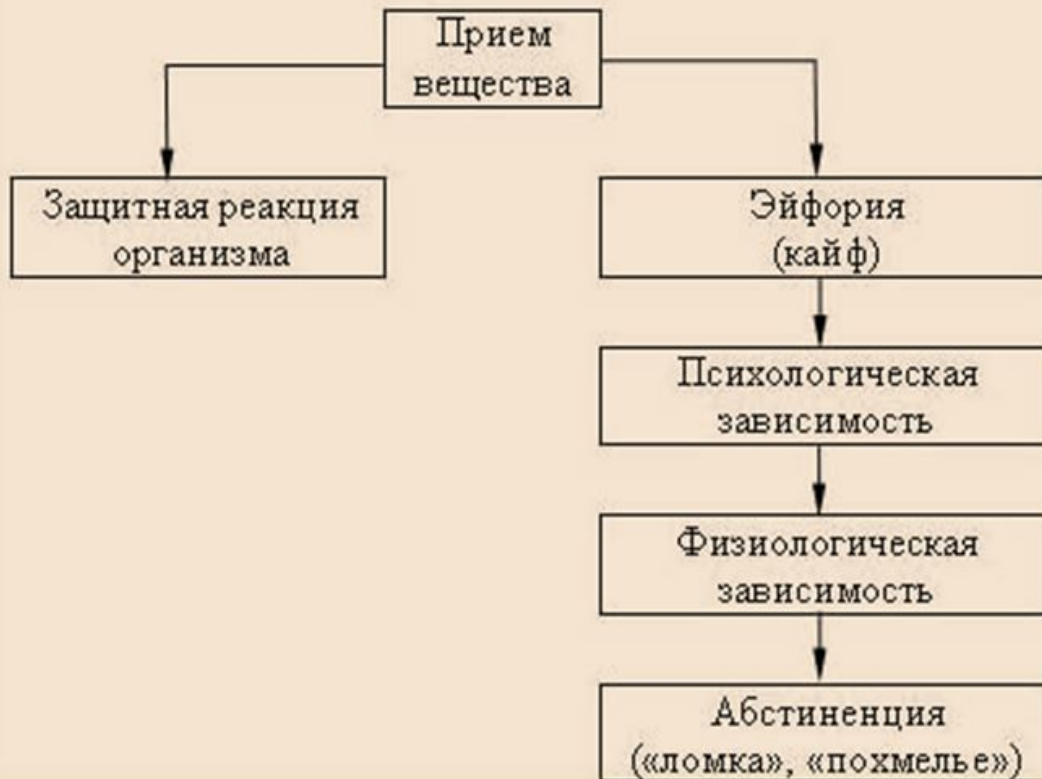 Прием
вещества
Защитная реакция
организма
Эйфория
(кайф)
Психологическая
зависимость
Физиологическая
зависимость
Абстиненция
(«ломка», «похмелье»)